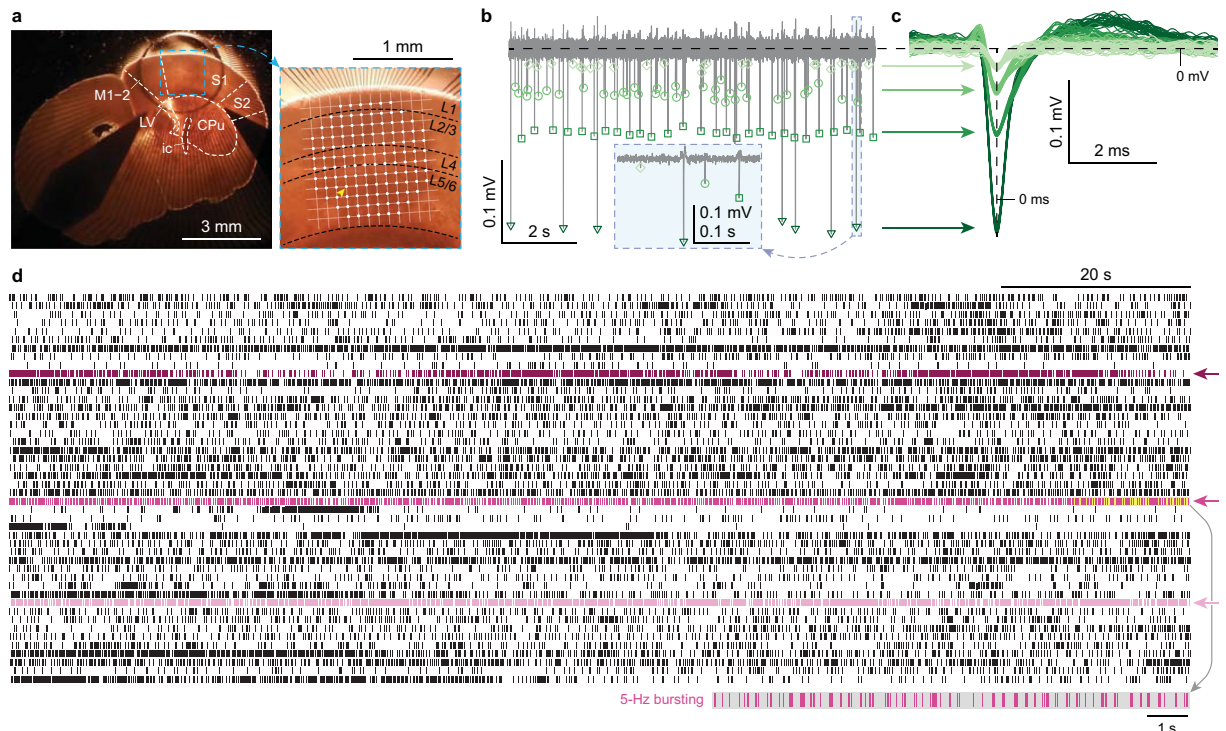 a
1 mm
M1−2
S1
S2
LV
CPu
ic
3 mm
L1
L2/3
L4
L5/6
b
0.1 mV
2 s
0.1 mV
0.1 s
c
0 mV
0.1 mV
2 ms
0 ms
d
20 s
5-Hz bursting
1 s